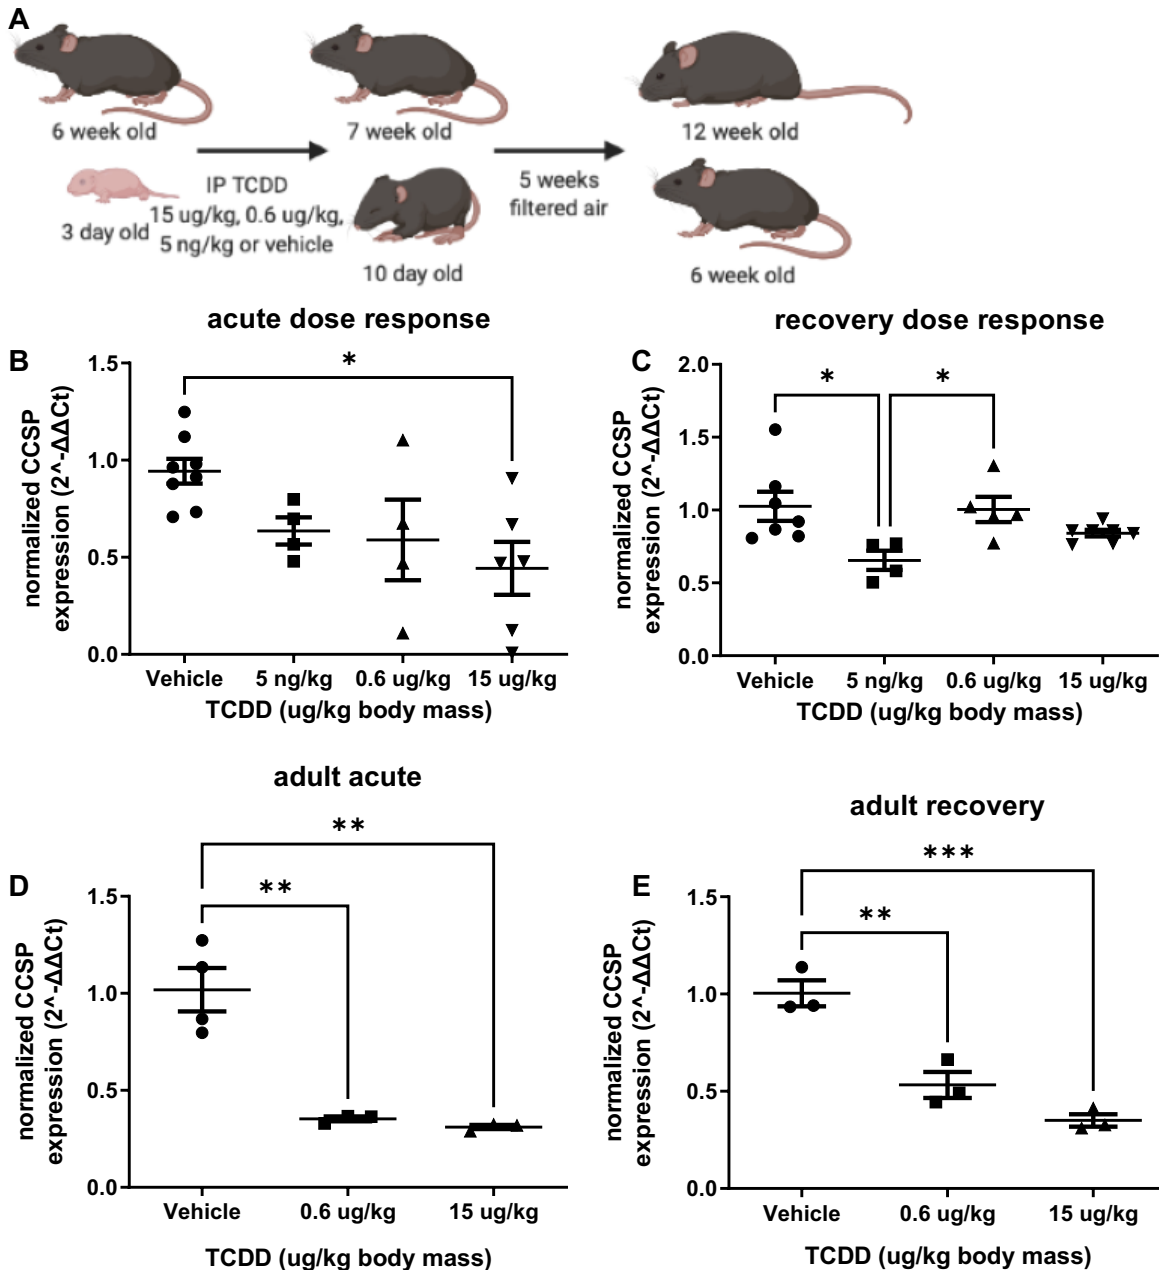 A
6 week old
7 week old
12 week old
3 day old
IP TCDD
15 ug/kg, 0.6 ug/kg,
5 ng/kg or vehicle
10 day old
5 weeks
filtered air
6 week old
acute dose response
B
normalized CCSP
expression (2^-ΔΔCt)
1.5
1.0
0.5
0.0
*
Vehicle 5 ng/kg 0.6 ug/kg 15 ug/kg
TCDD (ug/kg body mass)
recovery dose response
C
normalized CCSP
expression (2^-ΔΔCt)
2.0
1.5
1.0
0.5
0.0
* *
Vehicle 5 ng/kg 0.6 ug/kg 15 ug/kg
TCDD (ug/kg body mass)
adult acute
D
normalized CCSP
expression (2^-ΔΔCt)
1.5
1.0
0.5
0.0
**
**
Vehicle 0.6 ug/kg 15 ug/kg
TCDD (ug/kg body mass)
adult recovery
E
normalized CCSP
expression (2^-ΔΔCt)
1.5
1.0
0.5
0.0
***
**
Vehicle 0.6 ug/kg 15 ug/kg
TCDD (ug/kg body mass)